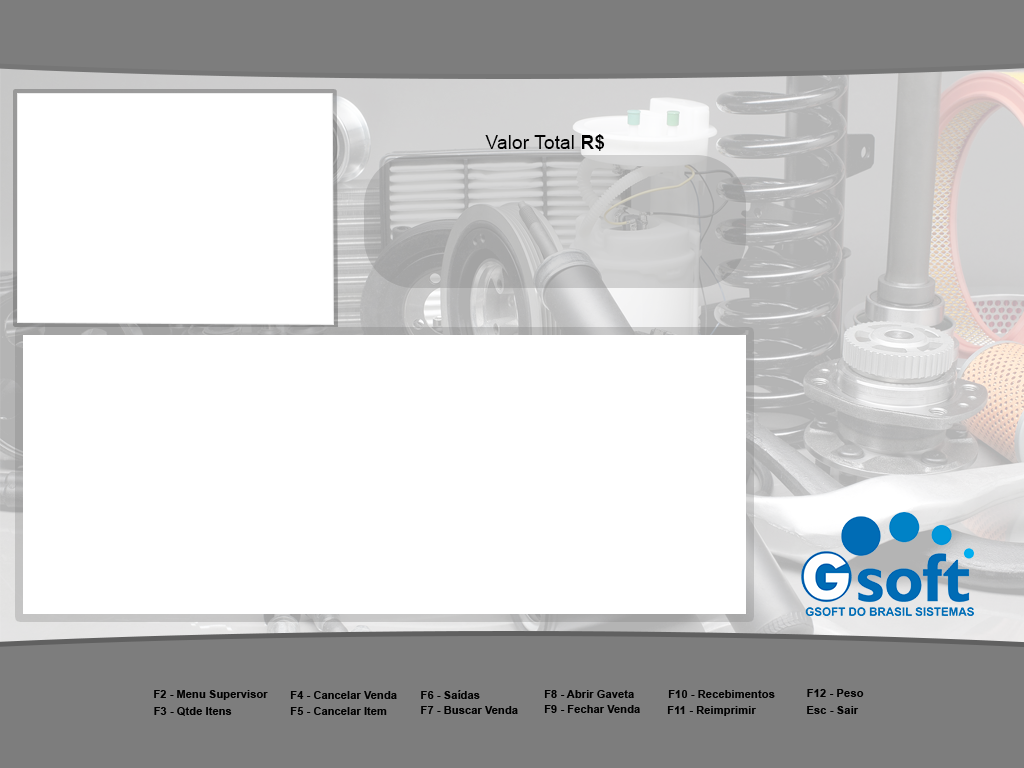 Valor Total R$
Gsoft
GSOFT DO BRASIL SISTEMAS
F2 - Menu Supervisor
F3 - Qtde Itens
F4 - Cancelar Venda
F5 - Cancelar Item
F6 - Saídas
F7 - Buscar Venda
F8 - Abrir Gaveta
F9 - Fechar Venda
F10 - Recebimentos
F11 - Reimprimir
F12 - Peso
Esc - Sair